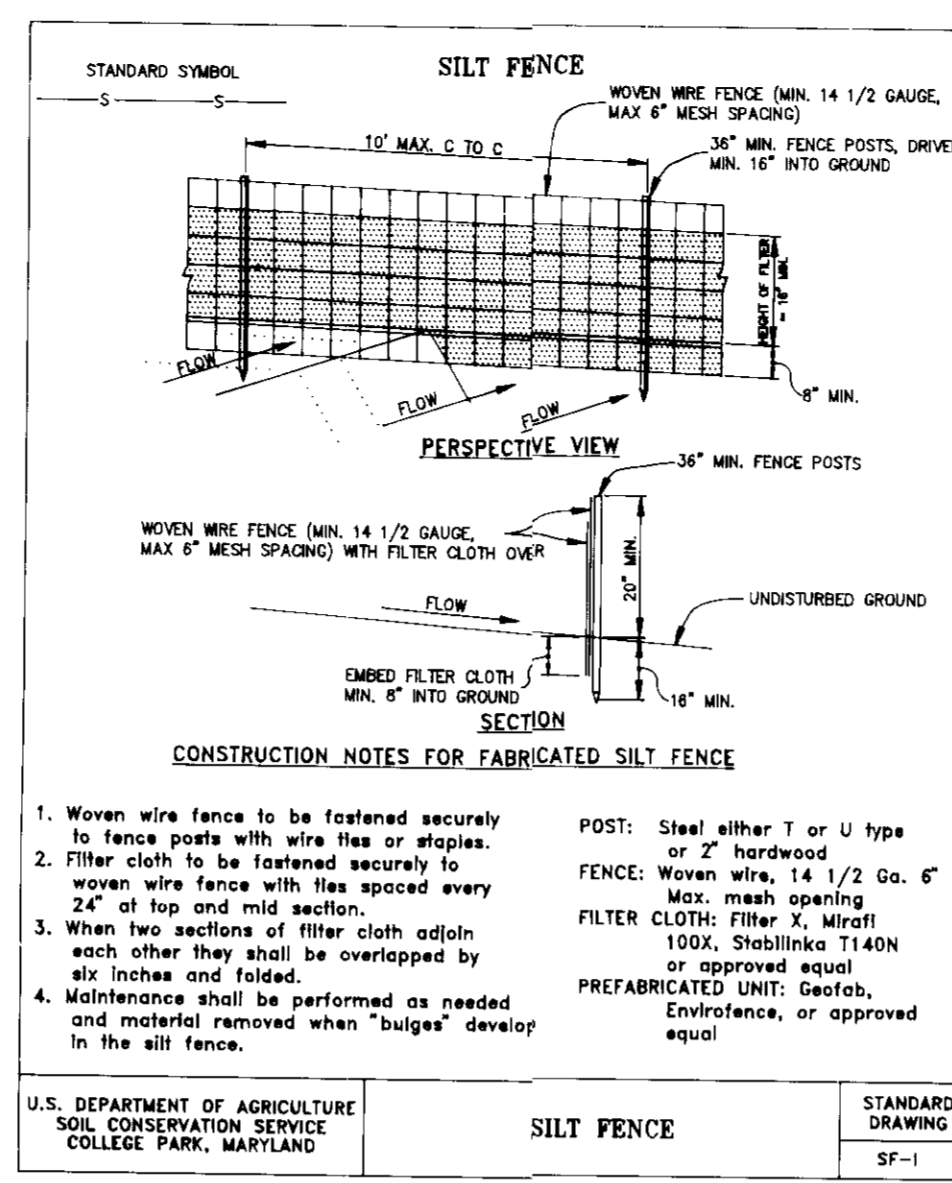 SILT FENCE
STANDARD SYMBOL
S S
WOVEN WIRE FENCE (MIN. 14 1/2 GAUGE,
MAX 6" MESH SPACING)
10' MAX. C TO C
36" MIN. FENCE POSTS, DRIVE
MIN. 16" INTO GROUND
HEIGHT OF FILTER
= 16" MIN.
8" MIN.
FLOW
FLOW
FLOW
PERSPECTIVE VIEW
36" MIN. FENCE POSTS
WOVEN WIRE FENCE (MIN. 14 1/2 GAUGE,
MAX 6" MESH SPACING) WITH FILTER CLOTH OVER
20" MIN.
FLOW
UNDISTURBED GROUND
EMBED FILTER CLOTH
MIN. 8" INTO GROUND
16" MIN.
SECTION
CONSTRUCTION NOTES FOR FABRICATED SILT FENCE
1. Woven wire fence to be fastened securely
to fence posts with wire ties or staples.
2. Filter cloth to be fastened securely to
woven wire fence with ties spaced every
24" at top and mid section.
3. When two sections of filter cloth adjoin
each other they shall be overlapped by
six inches and folded.
4. Maintenance shall be performed as needed
and material removed when "bulges" develop
in the silt fence.
POST: Steel either T or U type
or 2" hardwood
FENCE: Woven wire, 14 1/2 Ga. 6"
Max. mesh opening
FILTER CLOTH: Filter X, Mirafi
100X, Stabilinka T140N
or approved equal
PREFABRICATED UNIT: Geofab,
Envirofence, or approved
equal
U.S. DEPARTMENT OF AGRICULTURE
SOIL CONSERVATION SERVICE
COLLEGE PARK, MARYLAND
SILT FENCE
STANDARD
DRAWING
SF-1